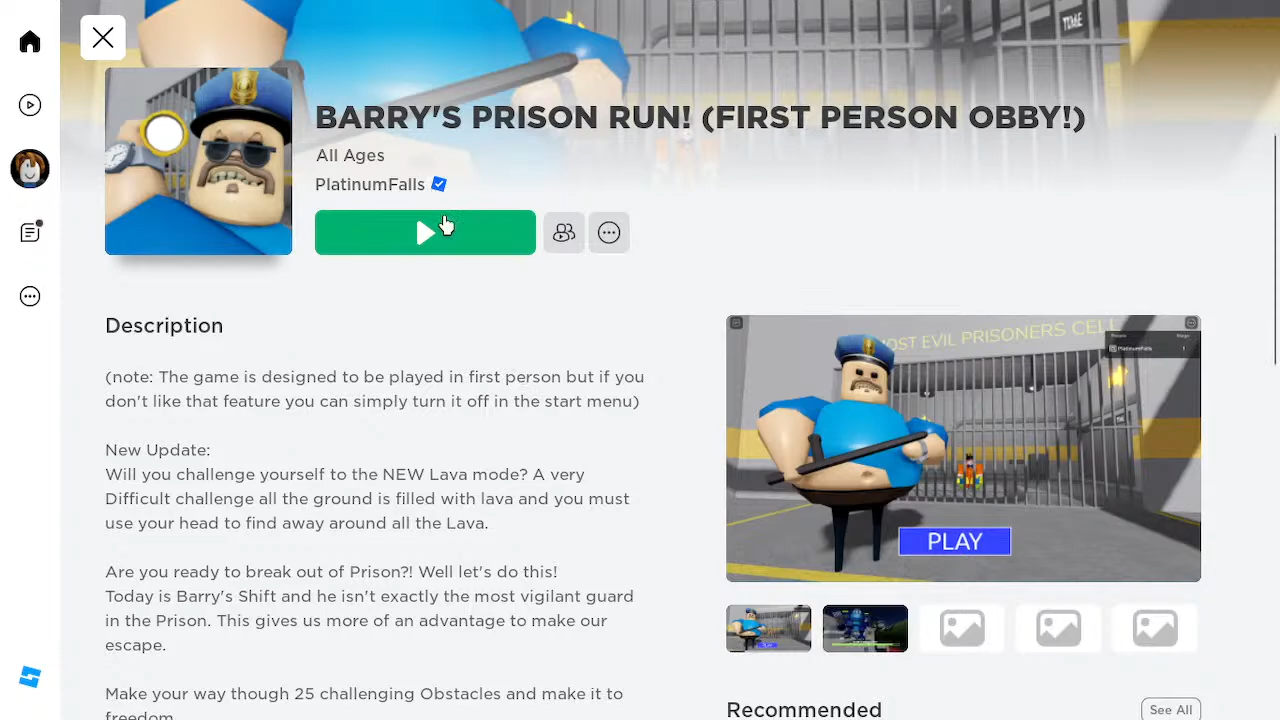 BARRY'S PRISON RUN! (FIRST PERSON OBBY!)
All Ages
PlatinumFalls
Description
(note: The game is designed to be played in first person but if you
don't like that feature you can simply turn it off in the start menu)
New Update:
Will you challenge yourself to the NEW Lava mode? A very
Difficult challenge all the ground is filled with lava and you must
use your head to find away around all the Lava.
Are you ready to break out of Prison?! Well let's do this!
Today is Barry's Shift and he isn't exactly the most vigilant guard
in the Prison. This gives us more of an advantage to make our
escape.
Make your way though 25 challenging Obstacles and make it to
freedom
OST EVIL PRISONERS CELL
PlatinumFalls
1
PLAY
Recommended
See All